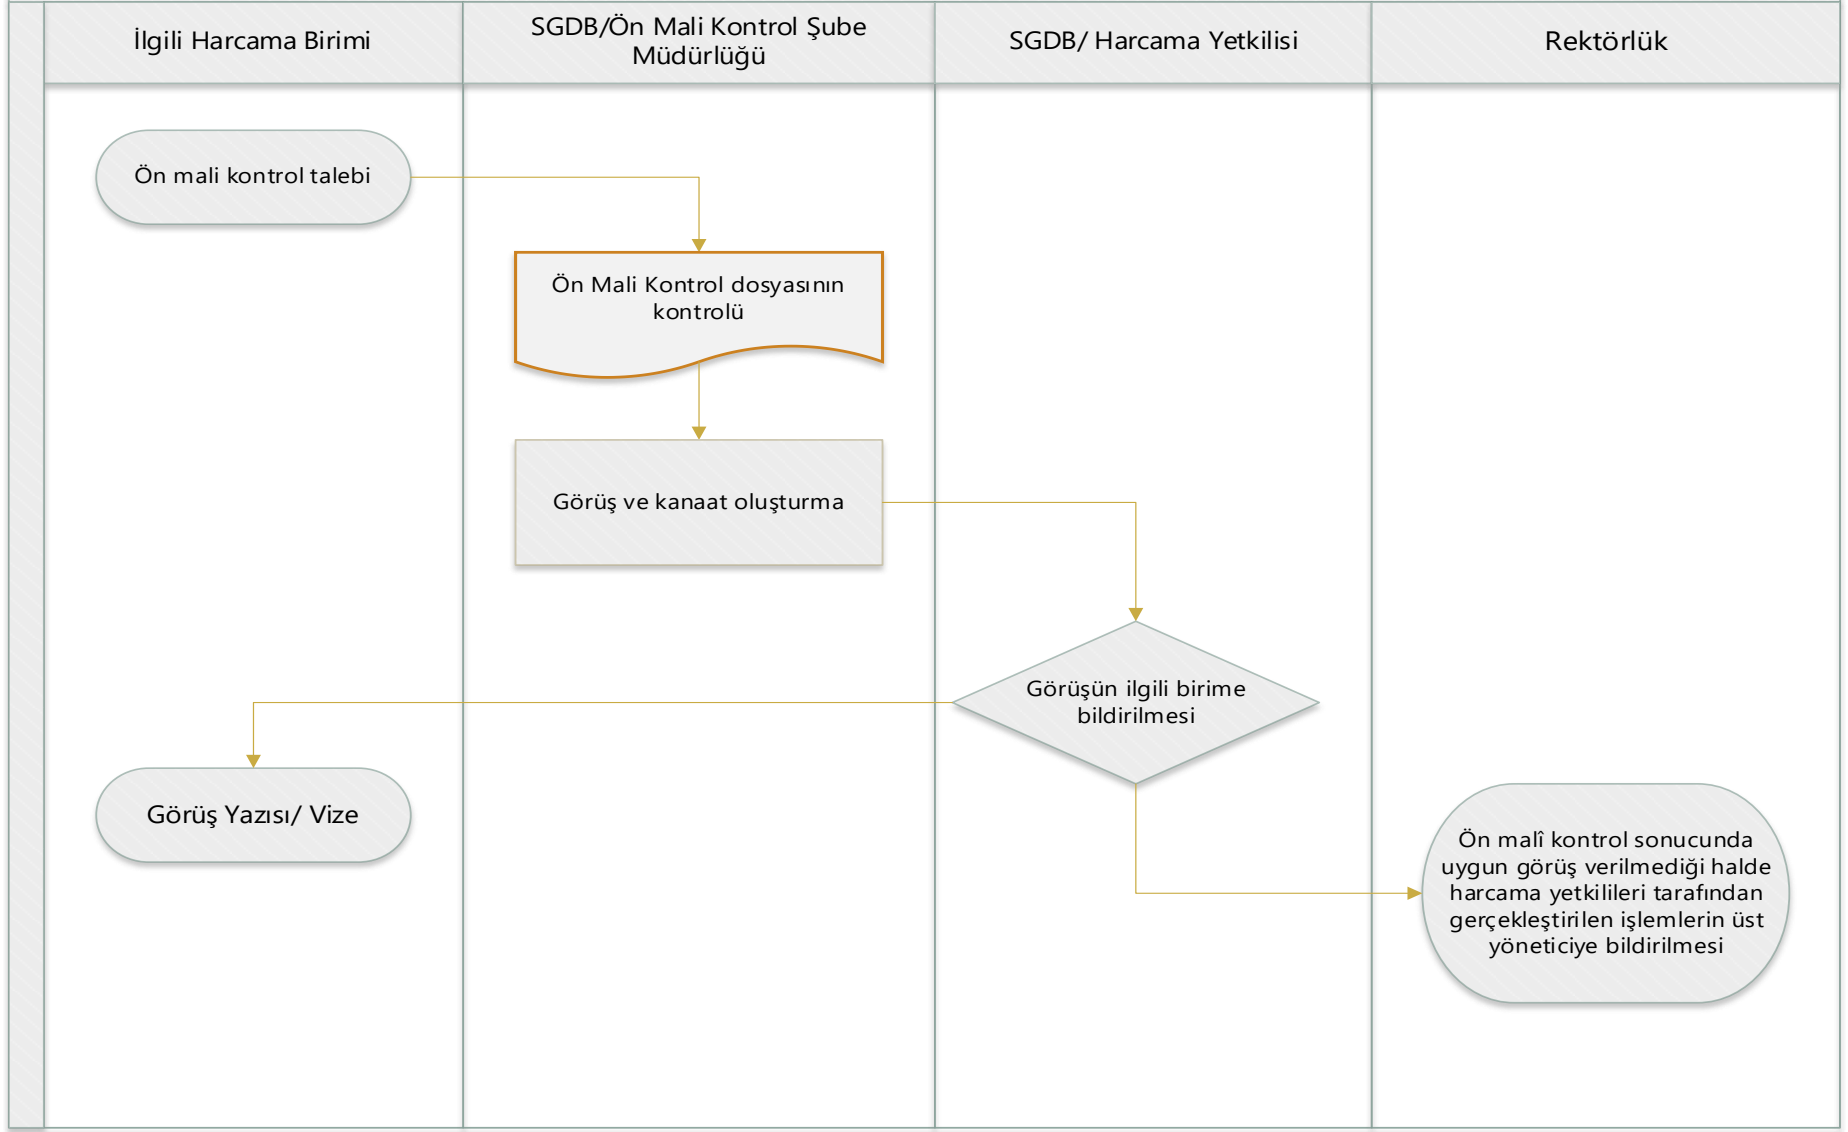 İlgili Harcama Birimi
SGDB/Ön Mali Kontrol Şube
Müdürlüğü
SGDB/ Harcama Yetkilisi
Rektörlük
Ön mali kontrol talebi
Ön Mali Kontrol dosyasının
kontrolü
Görüş ve kanaat oluşturma
Görüşün ilgili birime
bildirilmesi
Görüş Yazısı/ Vize
Ön malî kontrol sonucunda
uygun görüş verilmediği halde
harcama yetkilileri tarafından
gerçekleştirilen işlemlerin üst
yöneticiye bildirilmesi